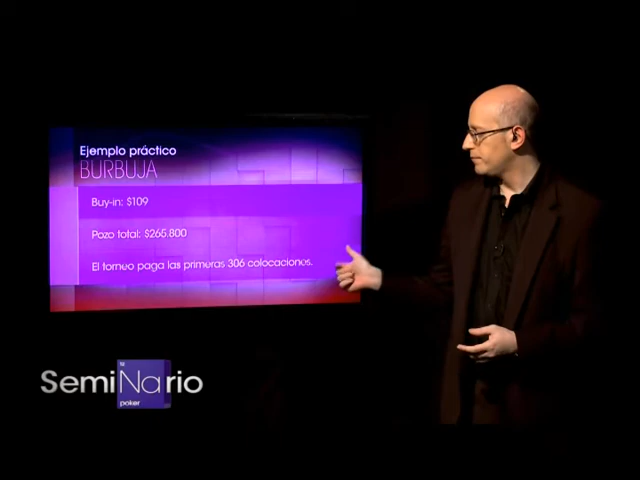 Ejemplo práctico
BURBUJA
Buy-in: $109
Pozo total: $265.800
El torneo paga las primeras 306 colocaciones.
SemiNario
poker